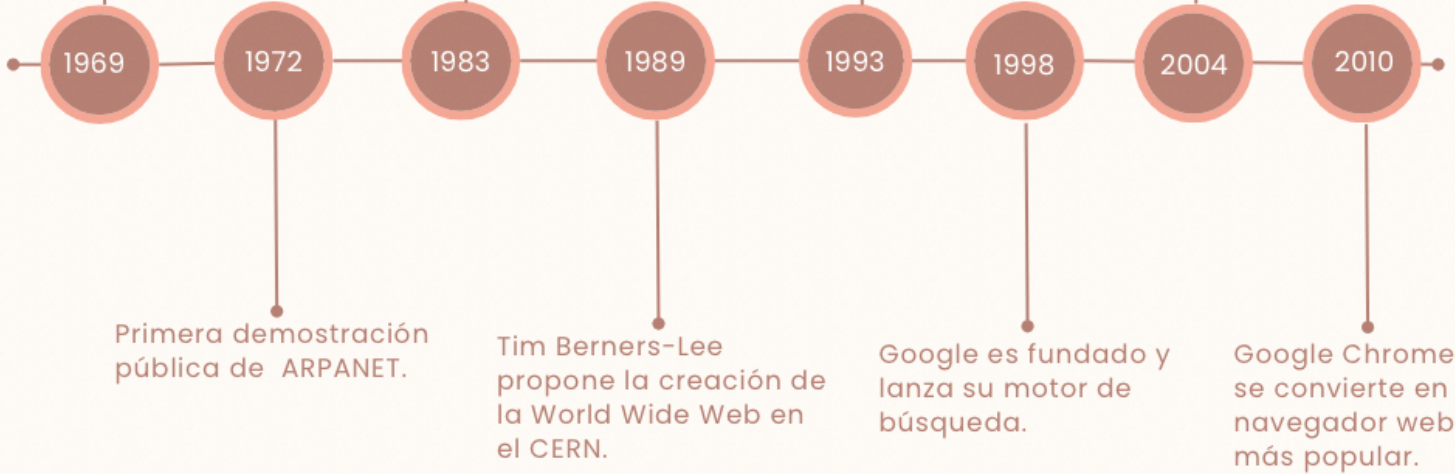 1969 1972 1983 1989 1993 1998 2004 2010
Primera demostración
pública de ARPANET.
Tim Berners-Lee
propone la creación de
la World Wide Web en
el CERN.
Google es fundado y
lanza su motor de
búsqueda.
Google Chrome
se convierte en
navegador web
más popular.